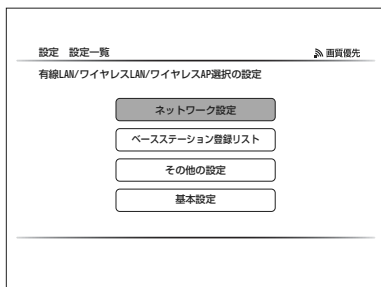 設定 設定一覧
画質優先
有線LAN/ワイヤレスLAN/ワイヤレスAP選択の設定
ネットワーク設定
ベースステーション登録リスト
その他の設定
基本設定